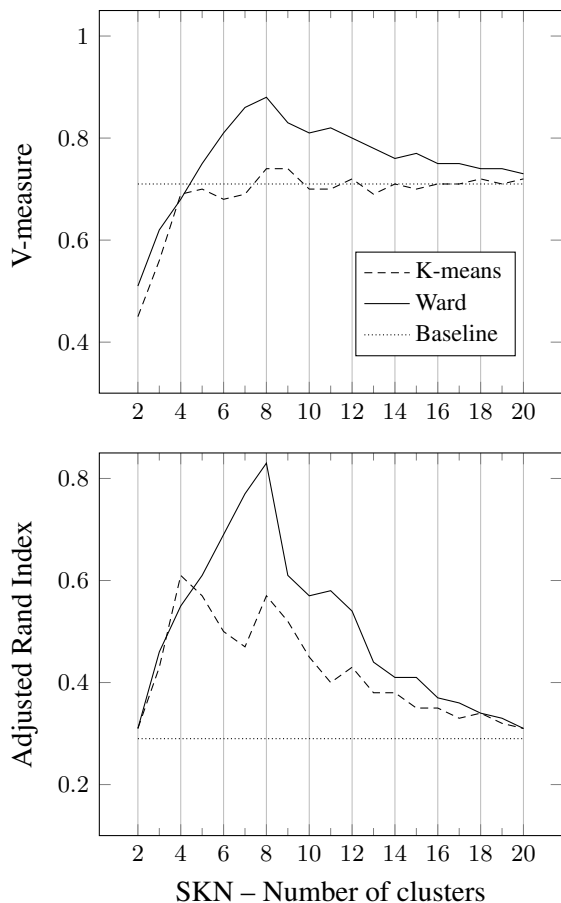 1
0.8
0.6
0.4
V-measure
K-means
Ward
Baseline
2 4 6 8 10 12 14 16 18 20
0.8
0.6
0.4
0.2
Adjusted Rand Index
2 4 6 8 10 12 14 16 18 20
SKN – Number of clusters